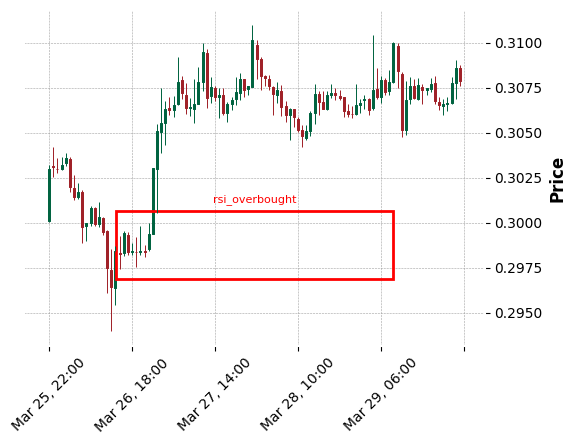 0.3100
0.3075
0.3050
0.3025
0.3000
0.2975
0.2950
Price
rsi_overbought
Mar 25, 22:00
Mar 26, 18:00
Mar 27, 14:00
Mar 28, 10:00
Mar 29, 06:00